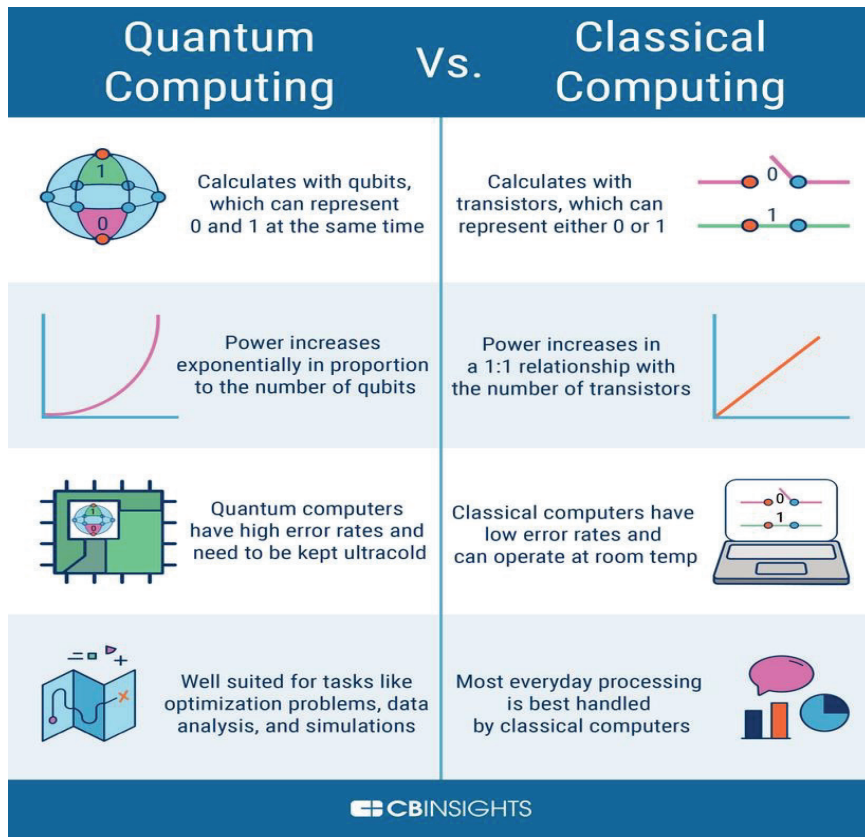 Quantum
Computing
Vs.
Classical
Computing
1
0
Calculates with qubits,
which can represent
0 and 1 at the same time
Calculates with
transistors, which can
represent either 0 or 1
0
1
Power increases
exponentially in proportion
to the number of qubits
Power increases in
a 1:1 relationship with
the number of transistors
1
0
Quantum computers
have high error rates and
need to be kept ultracold
Classical computers have
low error rates and
can operate at room temp
0
1
Well suited for tasks like
optimization problems, data
analysis, and simulations
Most everyday processing
is best handled
by classical computers
CBINSIGHTS